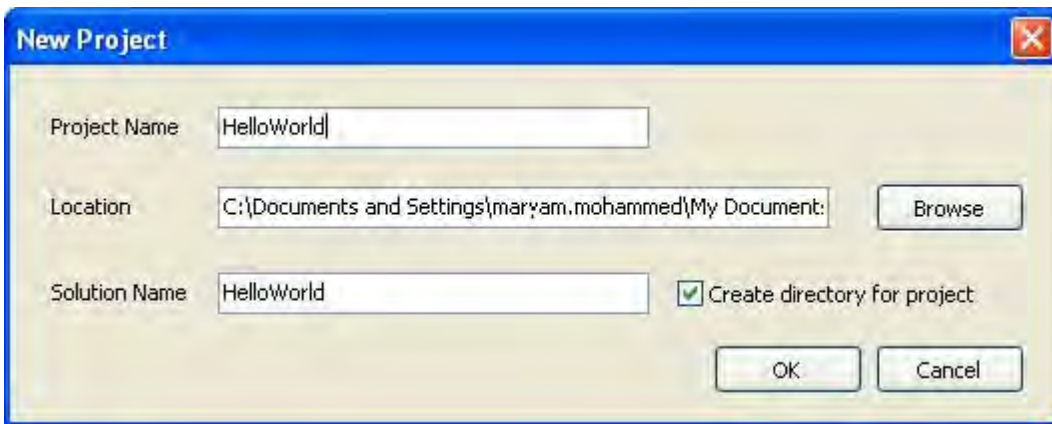 New Project
Project Name HelloWorld
Location C:\Documents and Settings\maryam.mohammed\My Document: Browse
Solution Name HelloWorld Create directory for project
OK Cancel